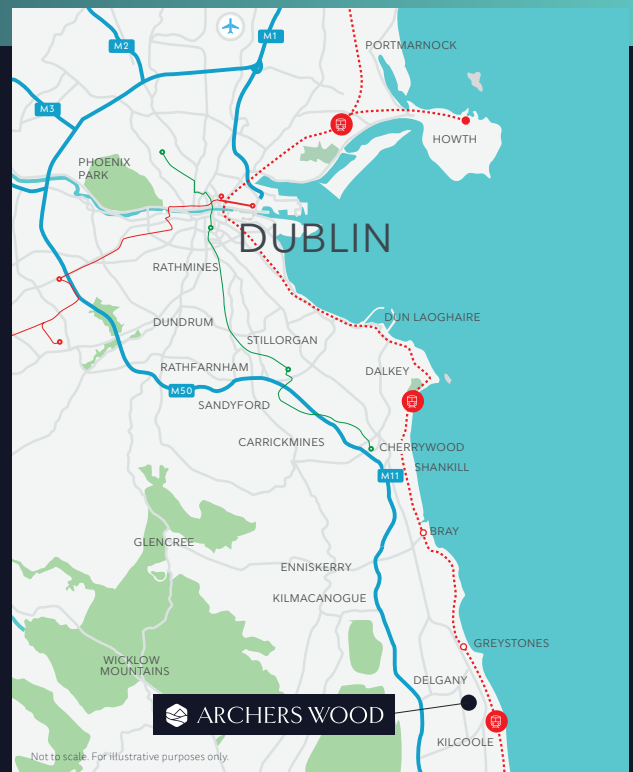 M1
PORTMARNOCK
M2
M3
HOWTH
PHOENIX
PARK
DUBLIN
RATHMINES
DUN LAOGHAIRE
DUNDRUM
STILLORGAN
RATHFARNHAM
DALKEY
M50
SANDYFORD
CARRICKMINES
CHERRYWOOD
SHANKILL
M11
BRAY
GLENCREE
ENNISKERRY
KILMACANOGUE
GREYSTONES
WICKLOW
MOUNTAINS
DELGANY
ARCHERS WOOD
KILCOOLE
Not to scale. For illustrative purposes only.